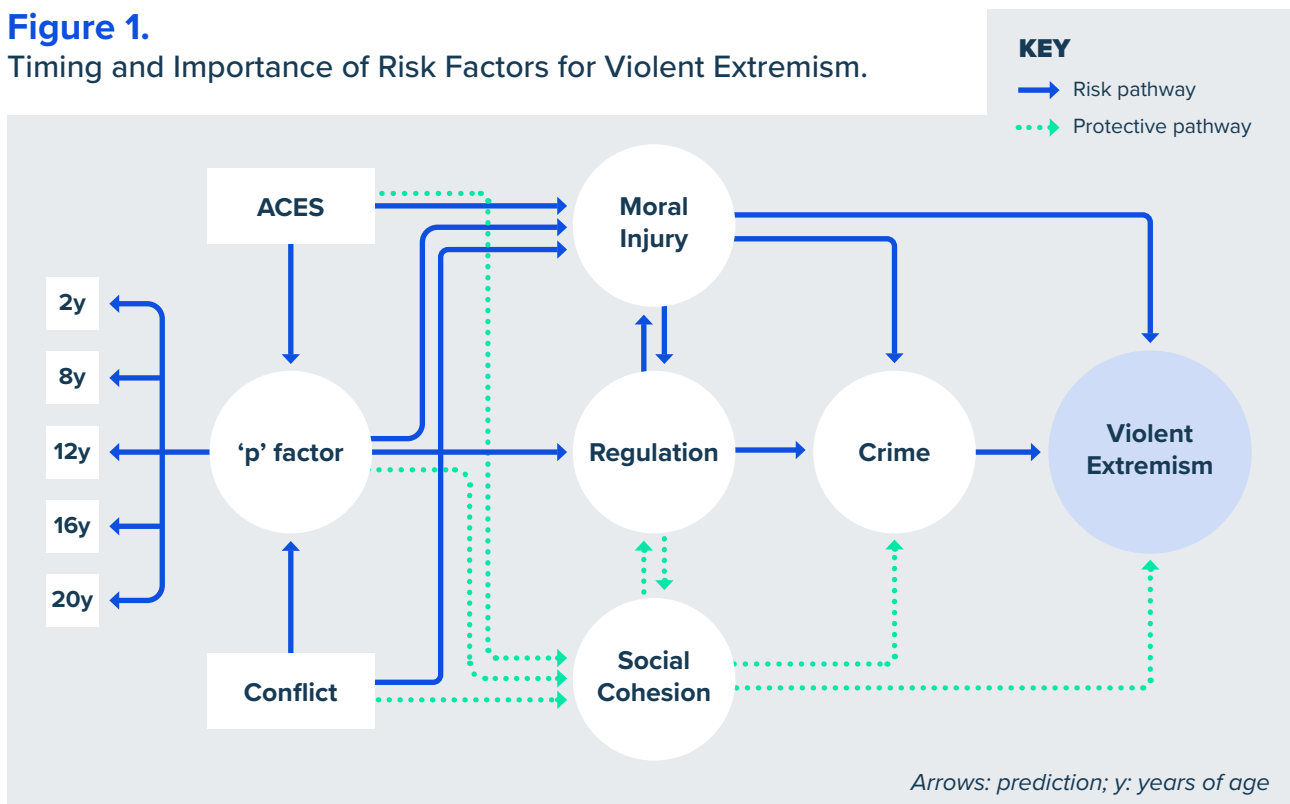 Figure 1.
Timing and Importance of Risk Factors for Violent Extremism.
KEY
Risk pathway
Protective pathway
ACES
Moral
Injury
2y
8y
12y
16y
20y
‘p’ factor
Regulation
Crime
Violent
Extremism
Conflict
Social
Cohesion
Arrows: prediction; y: years of age